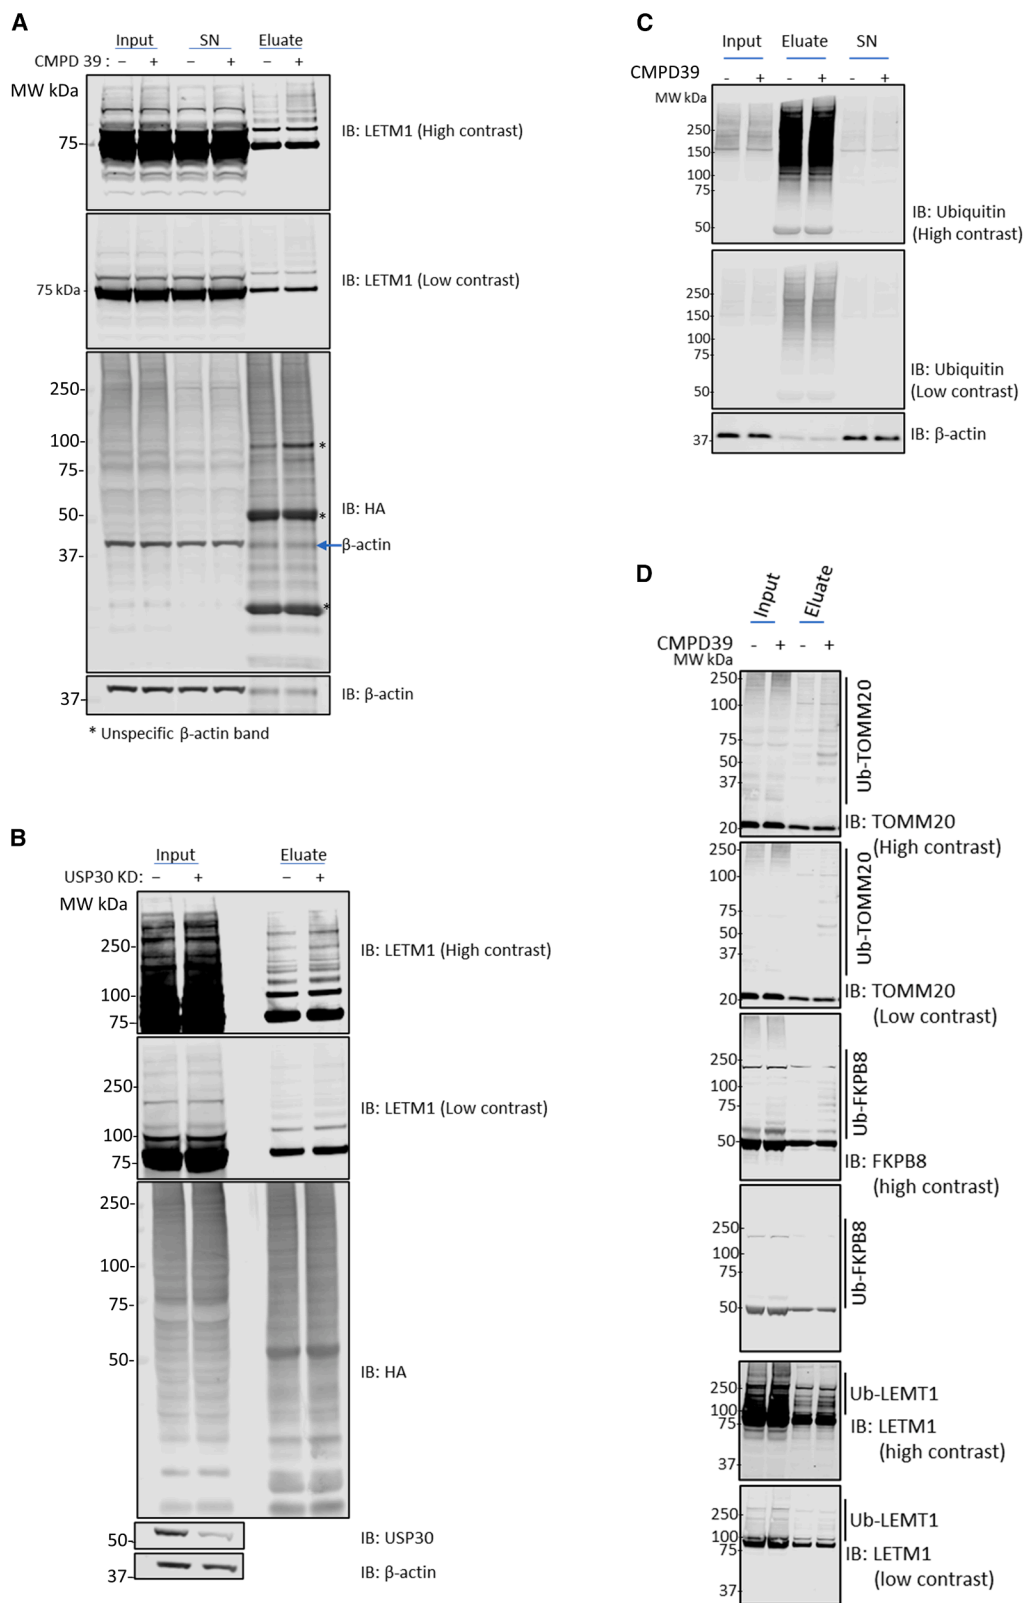 A
Input SN Eluate
CMPD 39 : – + – + – +
MW kDa
75-
IB: LETM1 (High contrast)
75 kDa
IB: LETM1 (Low contrast)
250-
100-
75-
50-
37-
*
*
*
IB: HA
β-actin
37-
IB: β-actin
* Unspecific β-actin band
B
Input Eluate
USP30 KD: – + – +
MW kDa
250-
100-
75-
IB: LETM1 (High contrast)
250-
100-
75-
IB: LETM1 (Low contrast)
250-
100-
75-
50-
IB: HA
50-
IB: USP30
37-
IB: β-actin
C
Input Eluate SN
CMPD39 - + - + - +
MW kDa
250
150
100
75
50
IB: Ubiquitin
(High contrast)
250
150
100
75
50
IB: Ubiquitin
(Low contrast)
37
IB: β-actin
D
Input Eluate
CMPD39 - + - +
MW kDa
250
100
75
50
37
20
Ub-TOMM20
IB: TOMM20
(High contrast)
250
100
75
50
37
20
Ub-TOMM20
IB: TOMM20
(Low contrast)
250
100
75
50
Ub-FKPB8
IB: FKPB8
(high contrast)
250
100
75
50
Ub-FKPB8
250
100
75
37
Ub-LEMT1
IB: LETM1
(high contrast)
250
100
75
37
Ub-LEMT1
IB: LETM1
(low contrast)